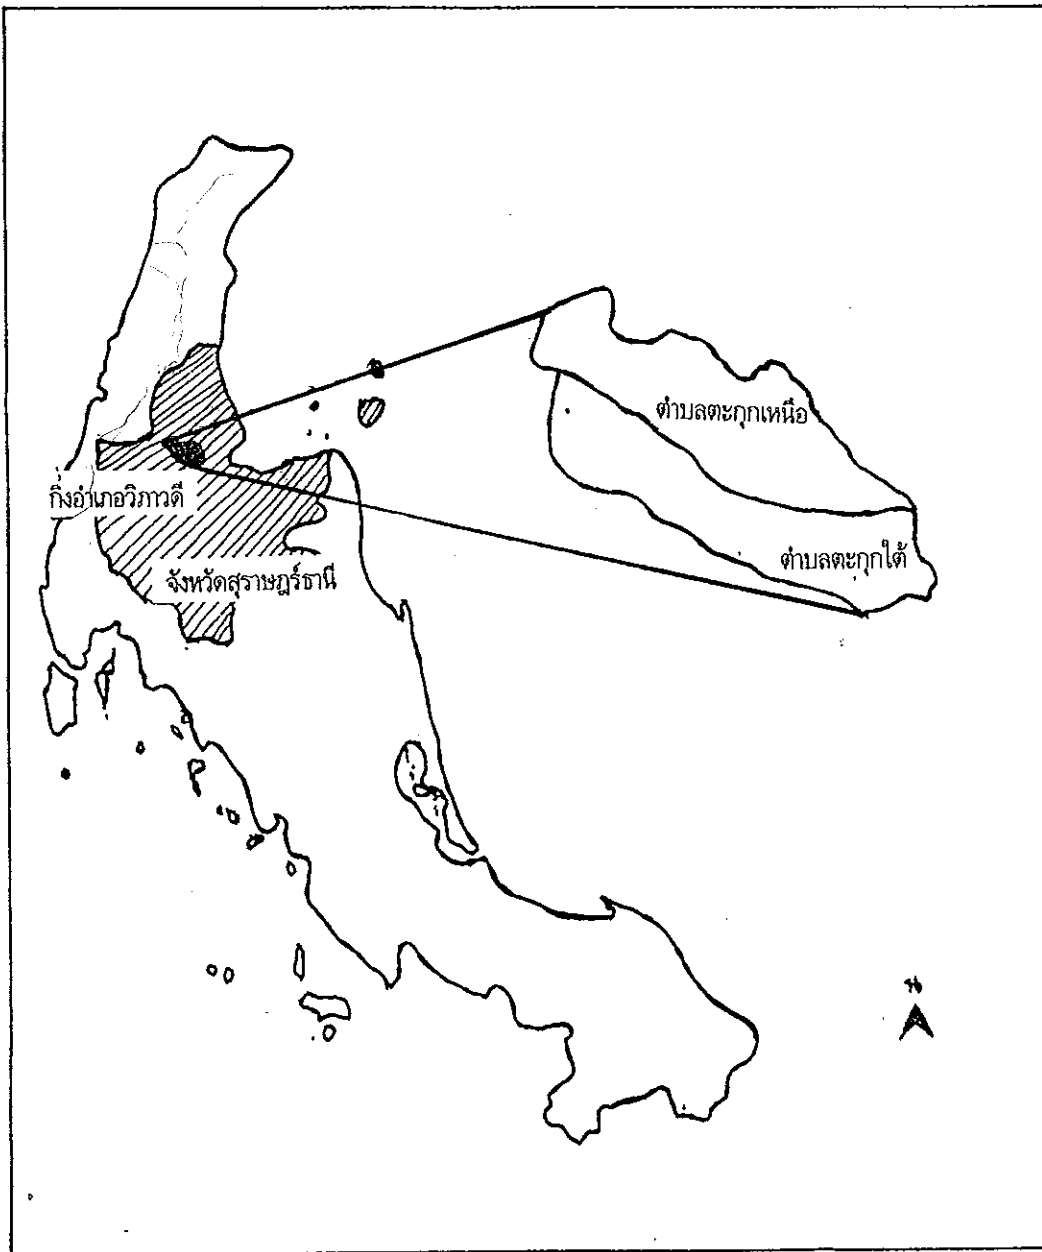 ตำบลตะกุกเหนือ
กิ่งอำเภอวิภาวดี
ตำบลตะกุกใต้
จังหวัดสุราษฎร์ธานี